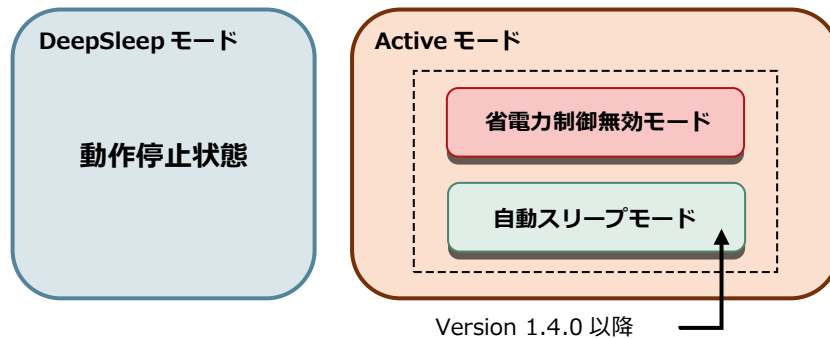 DeepSleep モード
動作停止状態
Active モード
省電力制御無効モード
自動スリープモード
Version 1.4.0 以降